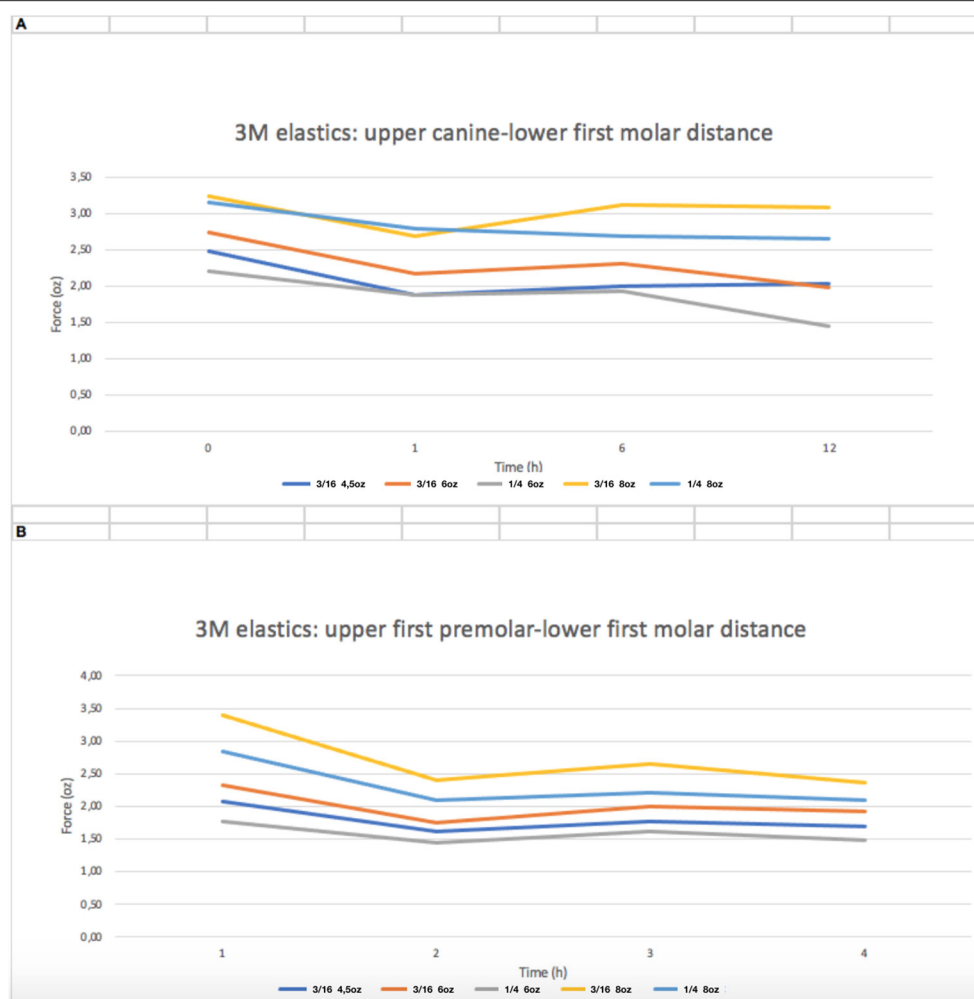 A
3M elastics: upper canine-lower first molar distance
3,50
3,00
2,50
2,00
1,50
1,00
0,50
0,00
Force (oz)
0 1 6 12
Time (h)
3/16 4,5oz 3/16 6oz 1/4 6oz 3/16 8oz 1/4 8oz
B
3M elastics: upper first premolar-lower first molar distance
4,00
3,50
3,00
2,50
2,00
1,50
1,00
0,50
0,00
Force (oz)
1 2 3 4
Time (h)
3/16 4,5oz 3/16 6oz 1/4 6oz 3/16 8oz 1/4 8oz